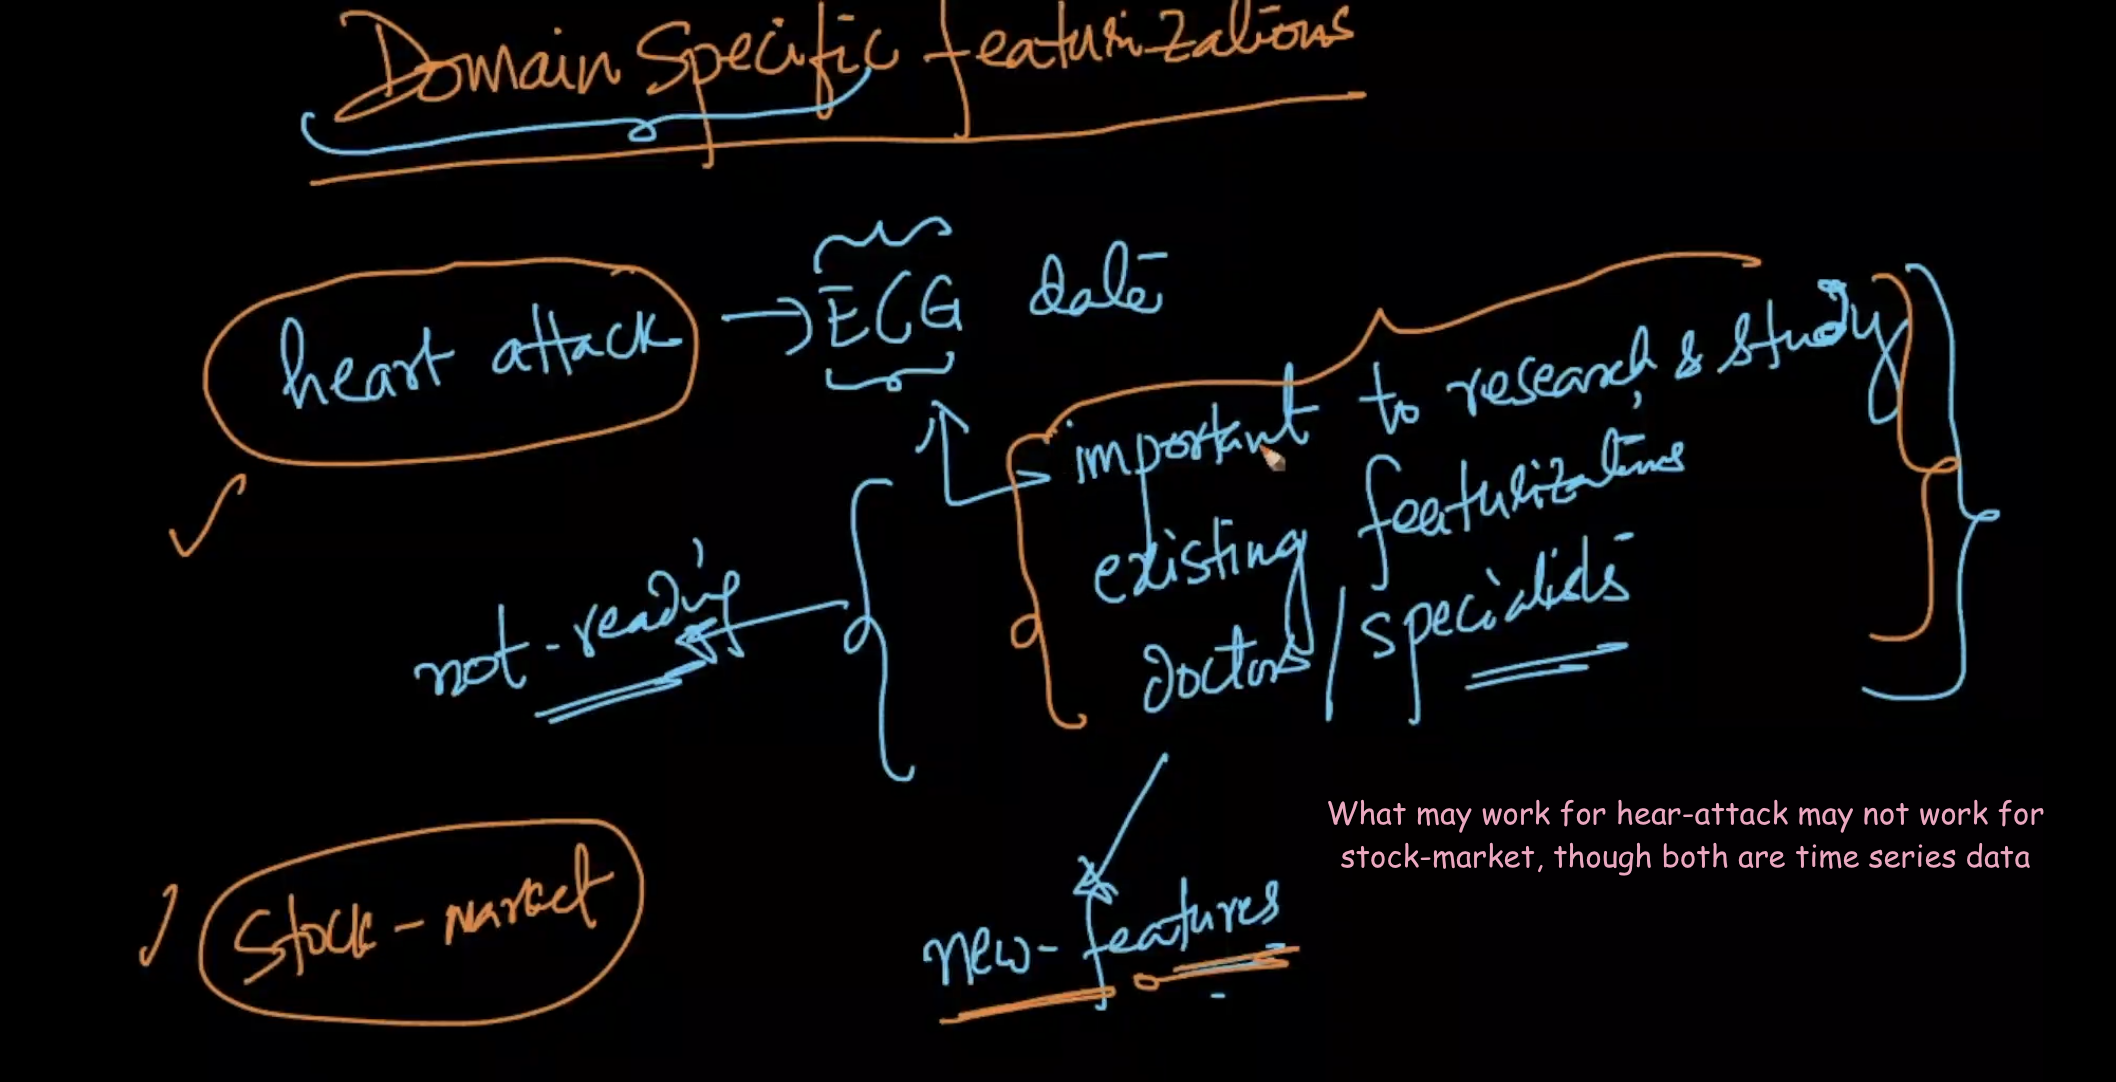 Domain Specific featurizations
heart attack → ECG data
important to research & study
existing featurizations
doctors / specialists
not-reading
new-features
What may work for hear-attack may not work for
stock-market, though both are time series data
Stock-market